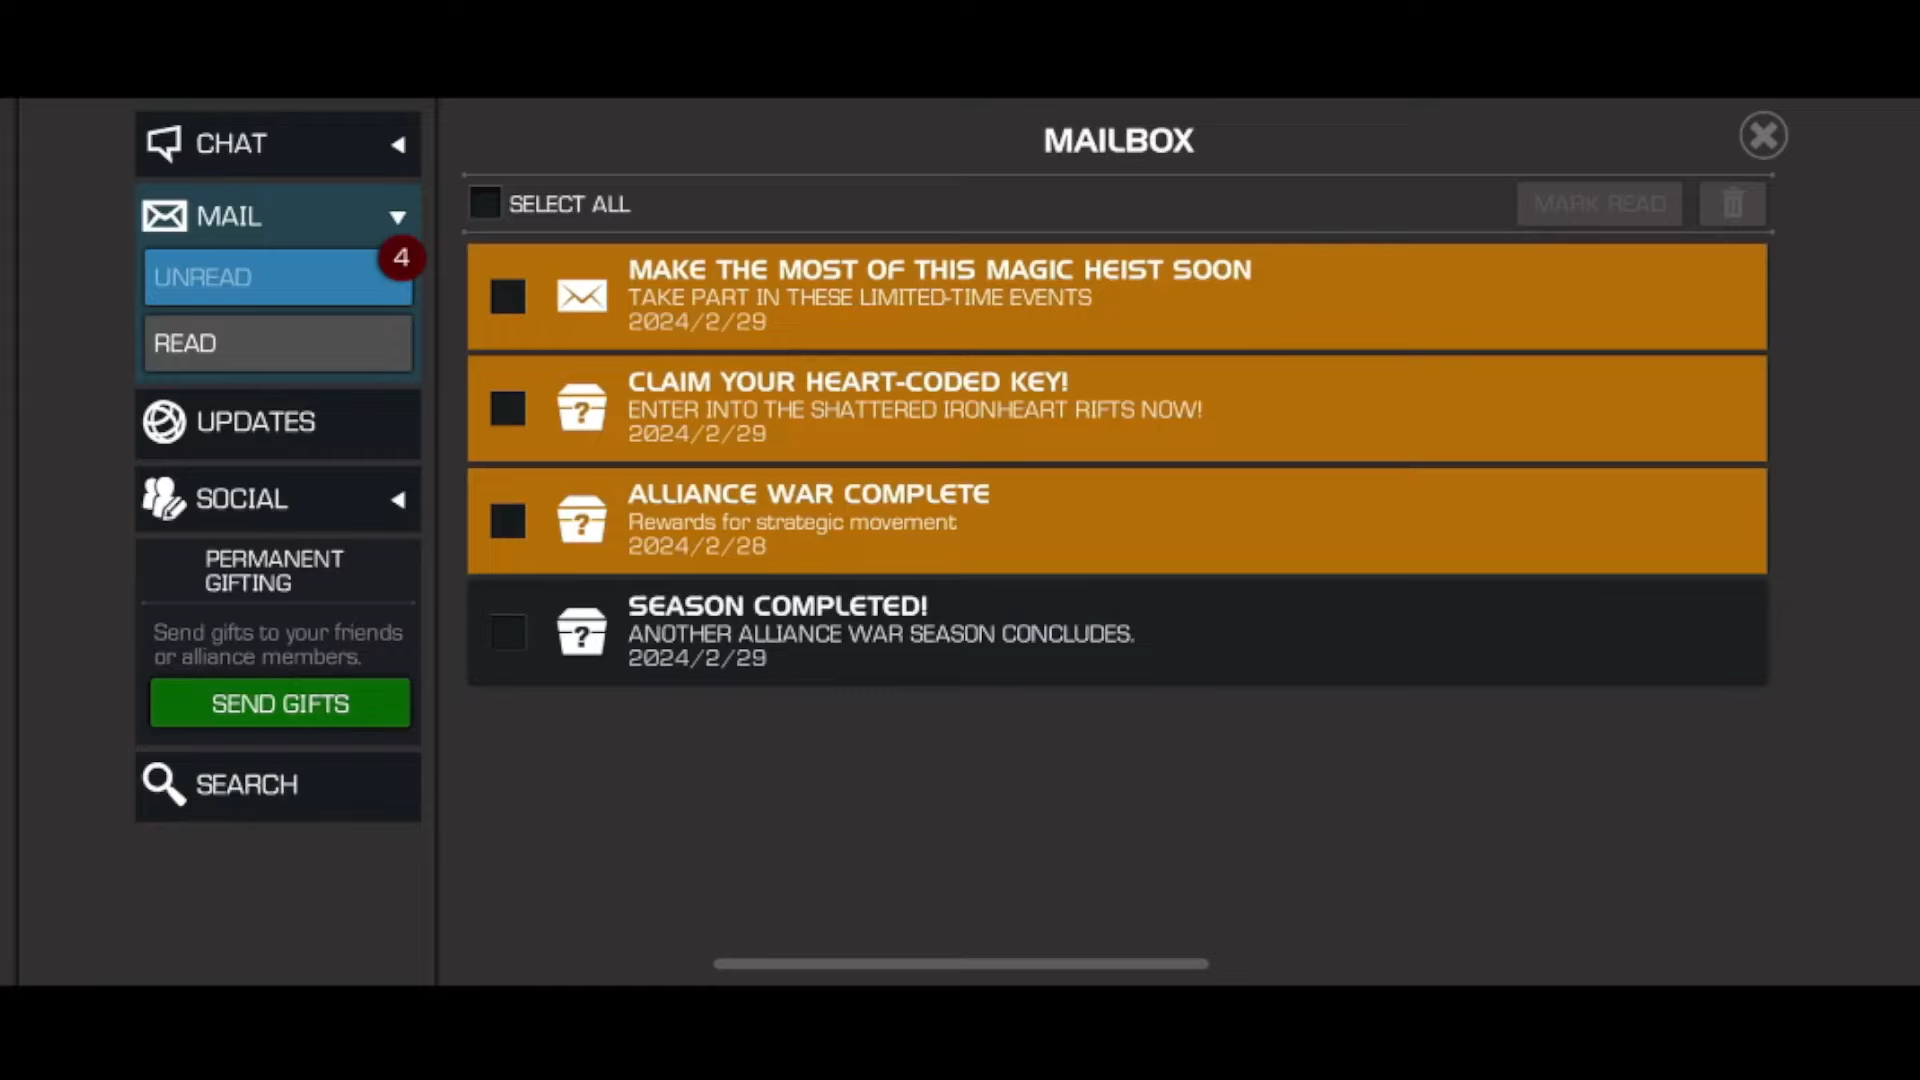 CHAT
MAIL
4
UNREAD
READ
UPDATES
SOCIAL
PERMANENT
GIFTING
Send gifts to your friends
or alliance members.
SEND GIFTS
SEARCH
MAILBOX
SELECT ALL
MARK READ
MAKE THE MOST OF THIS MAGIC HEIST SOON
TAKE PART IN THESE LIMITED-TIME EVENTS
2024/2/29
CLAIM YOUR HEART-CODED KEY!
ENTER INTO THE SHATTERED IRONHEART RIFTS NOW!
2024/2/29
ALLIANCE WAR COMPLETE
Rewards for strategic movement
2024/2/28
SEASON COMPLETED!
ANOTHER ALLIANCE WAR SEASON CONCLUDES.
2024/2/29